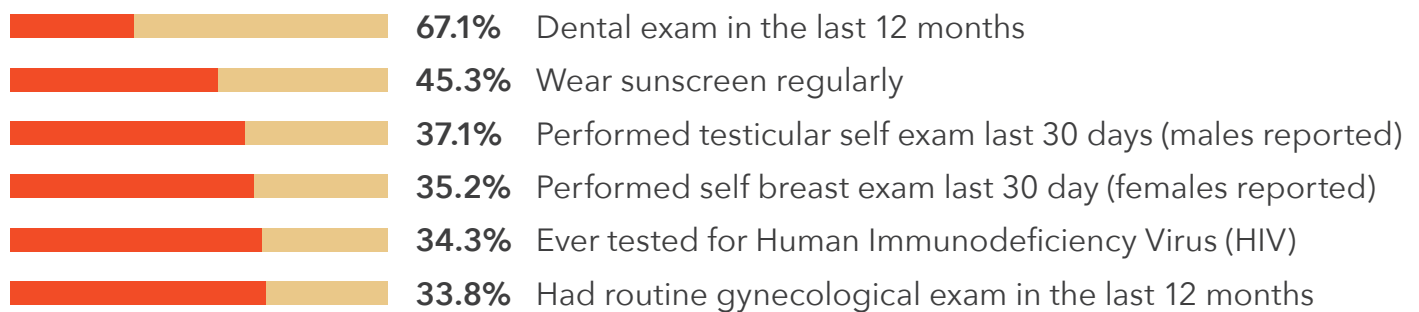 67.1% Dental exam in the last 12 months
45.3% Wear sunscreen regularly
37.1% Performed testicular self exam last 30 days (males reported)
35.2% Performed self breast exam last 30 day (females reported)
34.3% Ever tested for Human Immunodeficiency Virus (HIV)
33.8% Had routine gynecological exam in the last 12 months